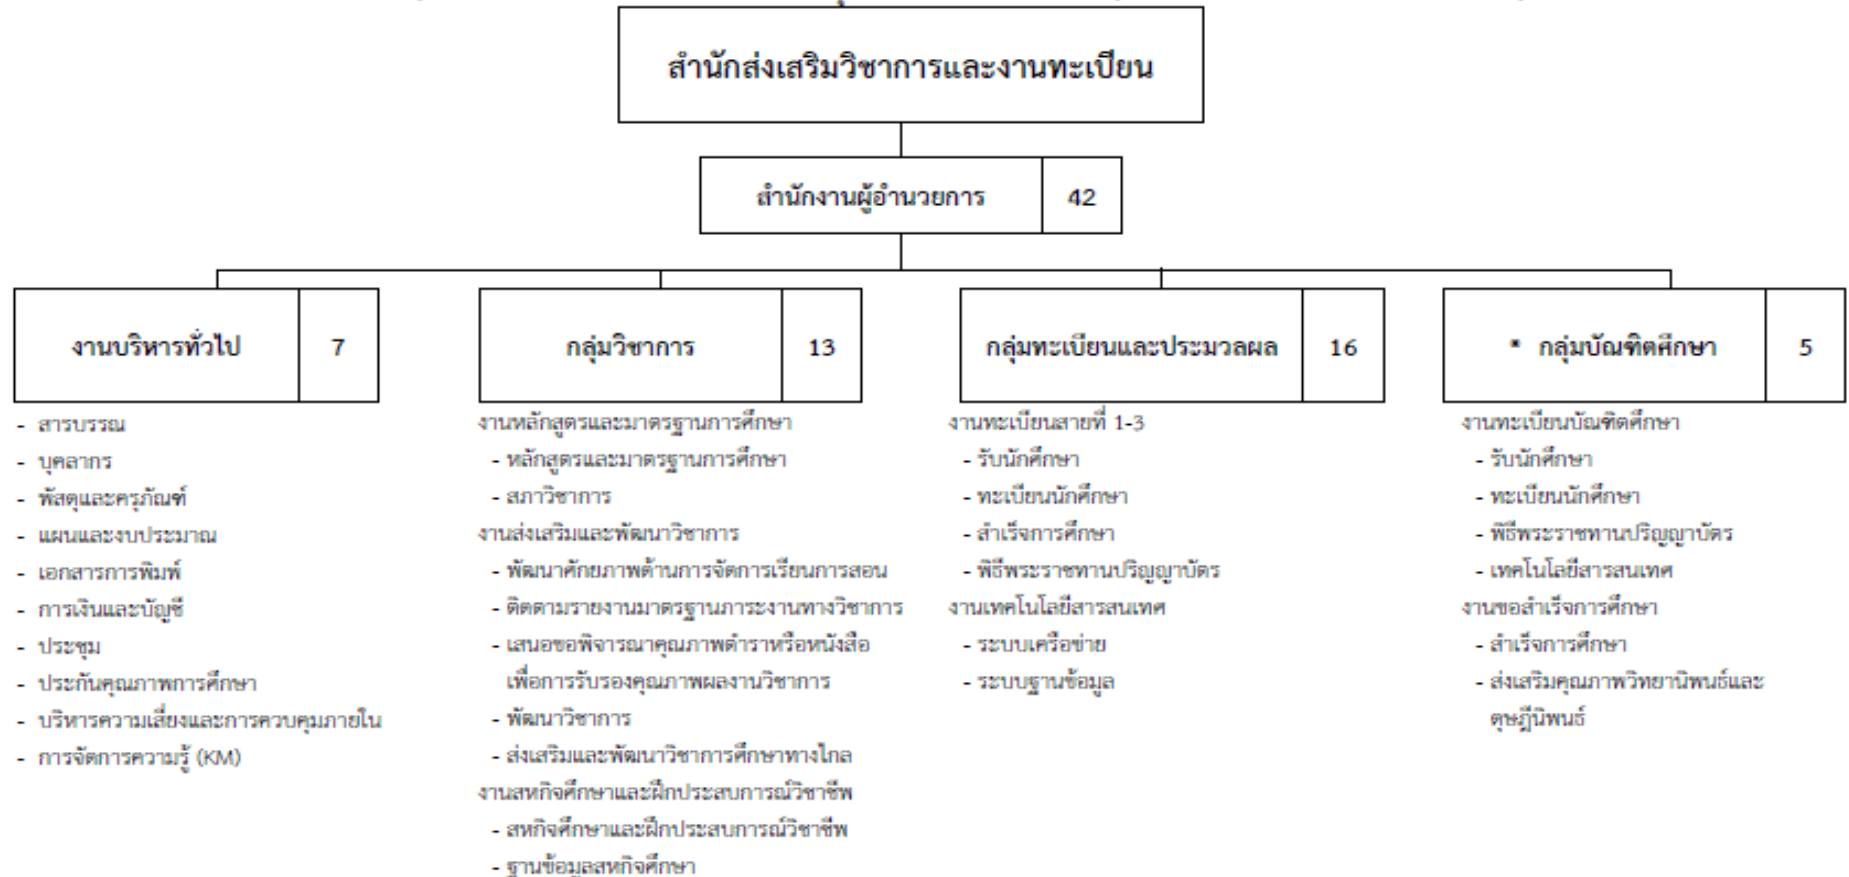 สำนักส่งเสริมวิชาการและงานทะเบียน
สำนักงานผู้อำนวยการ 42
งานบริหารทั่วไป 7
- สารบรรณ
- บุคลากร
- พัสดุและครุภัณฑ์
- แผนและงบประมาณ
- เอกสารการพิมพ์
- การเงินและบัญชี
- ประชุม
- ประกันคุณภาพการศึกษา
- บริหารความเสี่ยงและการควบคุมภายใน
- การจัดการความรู้ (KM)
กลุ่มวิชาการ 13
งานหลักสูตรและมาตรฐานการศึกษา
- หลักสูตรและมาตรฐานการศึกษา
- สภาวิชาการ
งานส่งเสริมและพัฒนาวิชาการ
- พัฒนาศักยภาพด้านการจัดการเรียนการสอน
- ติดตามรายงานมาตรฐานภาระงานทางวิชาการ
- เสนอขอพิจารณาคุณภาพตำราหรือหนังสือ
เพื่อการรับรองคุณภาพผลงานวิชาการ
- พัฒนาวิชาการ
- ส่งเสริมและพัฒนาวิชาการศึกษาทางไกล
งานสหกิจศึกษาและฝึกประสบการณ์วิชาชีพ
- สหกิจศึกษาและฝึกประสบการณ์วิชาชีพ
- ฐานข้อมูลสหกิจศึกษา
กลุ่มทะเบียนและประมวลผล 16
งานทะเบียนสายที่ 1-3
- รับนักศึกษา
- ทะเบียนนักศึกษา
- สำเร็จการศึกษา
- พิธีพระราชทานปริญญาบัตร
งานเทคโนโลยีสารสนเทศ
- ระบบเครือข่าย
- ระบบฐานข้อมูล
* กลุ่มบัณฑิตศึกษา 5
งานทะเบียนบัณฑิตศึกษา
- รับนักศึกษา
- ทะเบียนนักศึกษา
- พิธีพระราชทานปริญญาบัตร
- เทคโนโลยีสารสนเทศ
งานขอสำเร็จการศึกษา
- สำเร็จการศึกษา
- ส่งเสริมคุณภาพวิทยานิพนธ์และ
ดุษฎีนิพนธ์